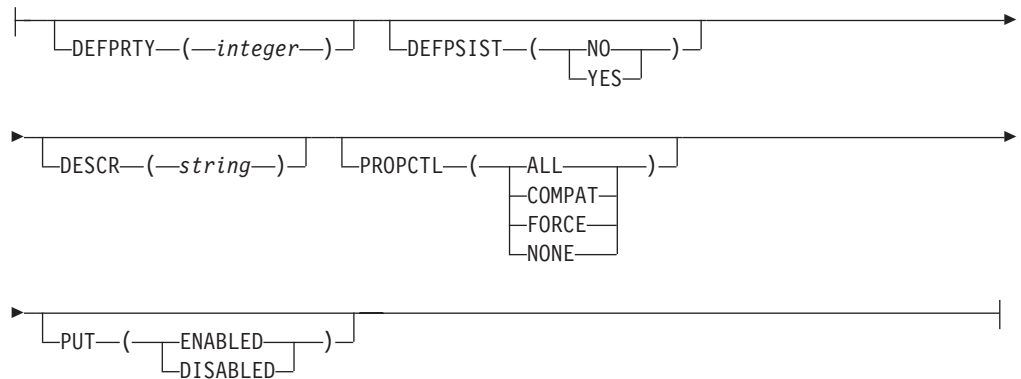 DEFPRTY ( integer ) DEFPSIST ( NO )
YES
DESCR ( string ) PROPCTL ( ALL )
COMPAT
FORCE
NONE
PUT ( ENABLED )
DISABLED